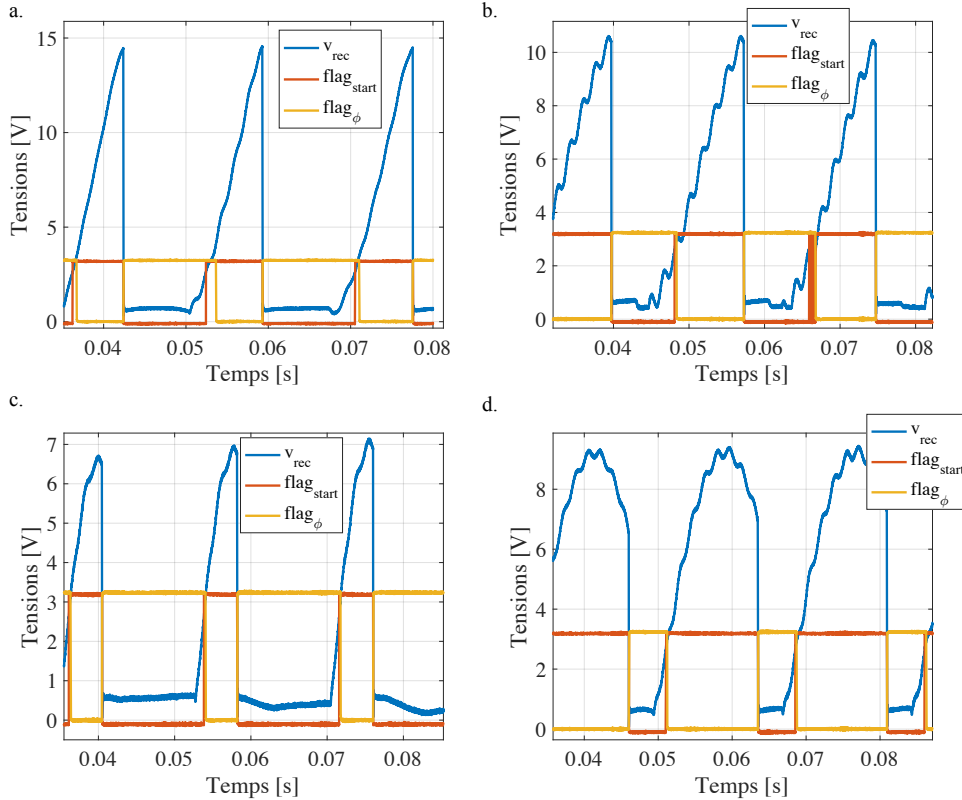 a.
15
10
5
0
0.04
0.05
0.06
0.07
0.08
Tensions [V]
Temps [s]
v_rec
flag_start
flag_ϕ
b.
10
8
6
4
2
0
0.04
0.05
0.06
0.07
0.08
Tensions [V]
Temps [s]
v_rec
flag_start
flag_ϕ
c.
7
6
5
4
3
2
1
0
0.04
0.05
0.06
0.07
0.08
Tensions [V]
Temps [s]
v_rec
flag_start
flag_ϕ
d.
8
6
4
2
0
0.04
0.05
0.06
0.07
0.08
Tensions [V]
Temps [s]
v_rec
flag_start
flag_ϕ